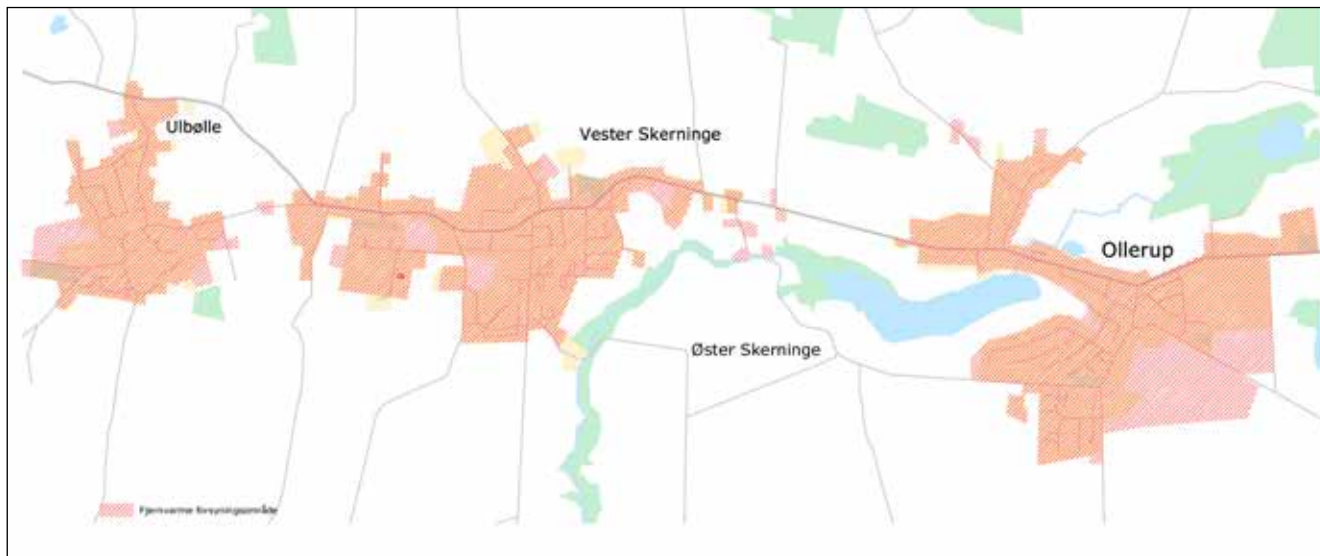 Ulbølle
Vester Skerninge
Ollerup
Øster Skerninge
Fjernvarme forsyningsområde